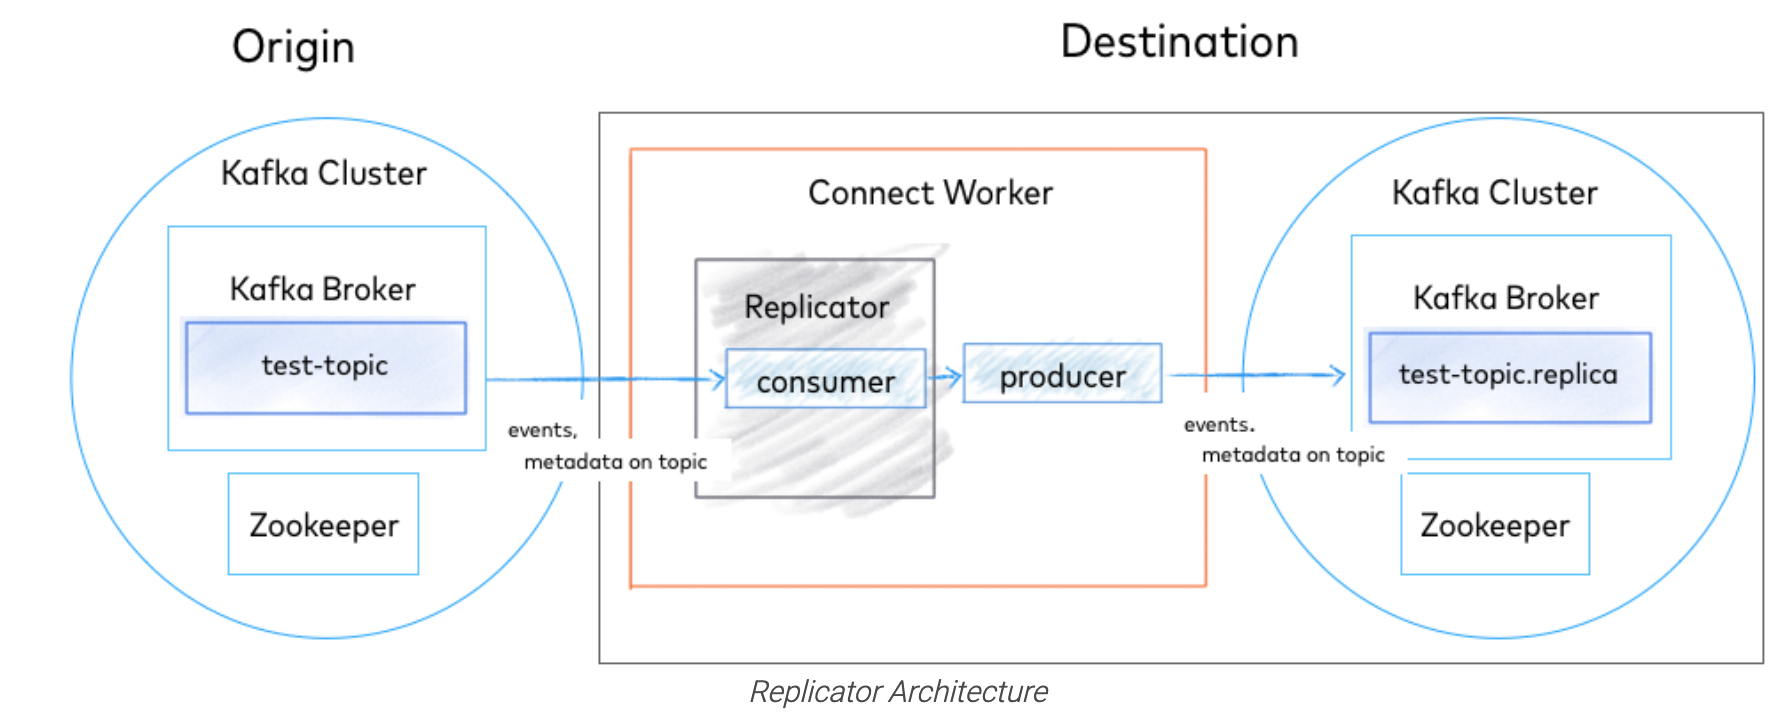 Origin
Destination
Kafka Cluster
Kafka Broker
test-topic
Zookeeper
events,
metadata on topic
Connect Worker
Replicator
consumer
producer
events.
metadata on topic
Kafka Cluster
Kafka Broker
test-topic.replica
Zookeeper
Replicator Architecture